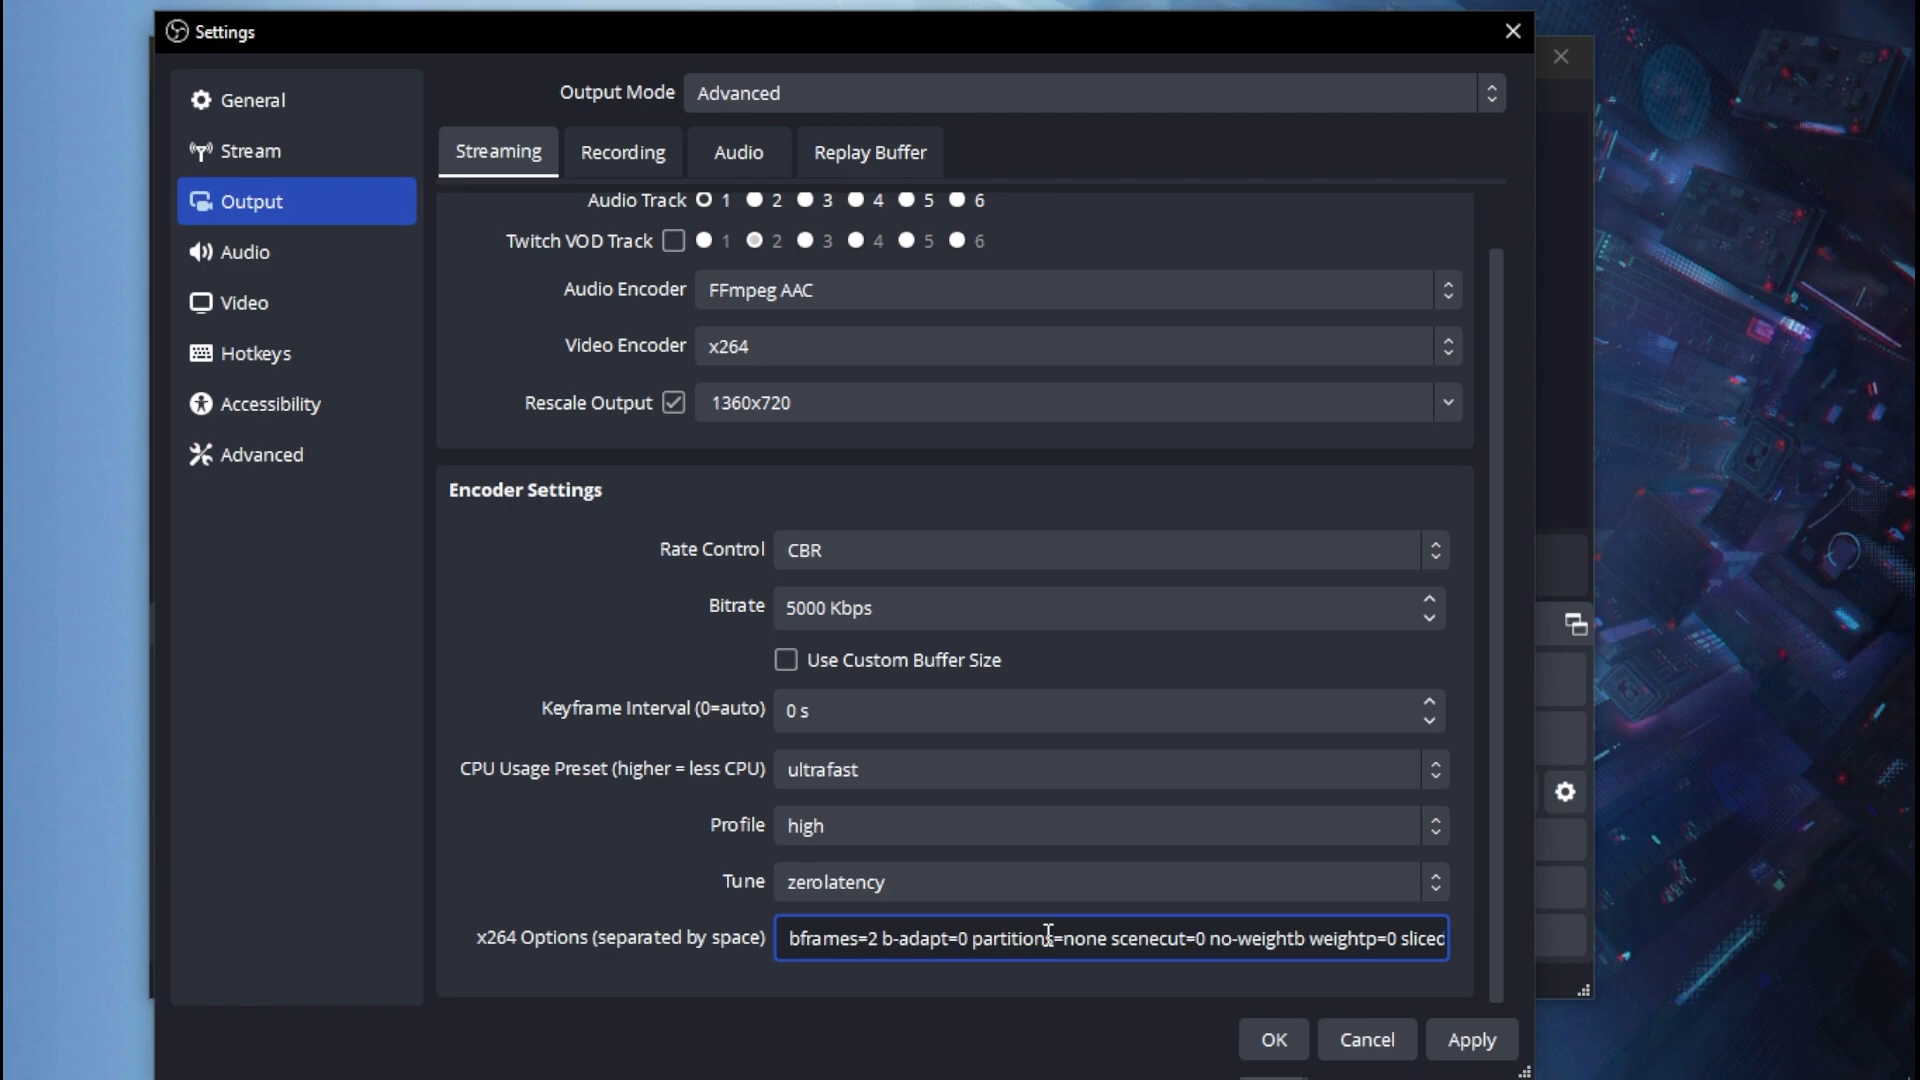 Settings
General
Stream
Output
Audio
Video
Hotkeys
Accessibility
Advanced
Output Mode Advanced
Streaming Recording Audio Replay Buffer
Audio Track 1 2 3 4 5 6
Twitch VOD Track 1 2 3 4 5 6
Audio Encoder FFmpeg AAC
Video Encoder x264
Rescale Output 1360x720
Encoder Settings
Rate Control CBR
Bitrate 5000 Kbps
Use Custom Buffer Size
Keyframe Interval (0=auto) 0 s
CPU Usage Preset (higher = less CPU) ultrafast
Profile high
Tune zerolatency
x264 Options (separated by space) bframes=2 b-adapt=0 partitions=none scenecut=0 no-weightb weightp=0 sliced
OK Cancel Apply